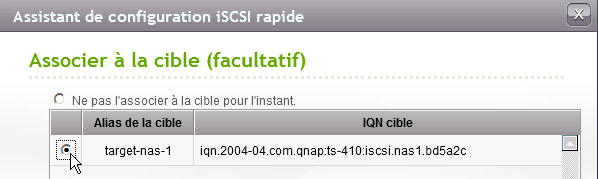 Assistant de configuration iSCSI rapide
X
Associer à la cible (facultatif)
Ne pas l'associer à la cible pour l'instant.
Alias de la cible IQN cible
target-nas-1 iqn.2004-04.com.qnap:ts-410:iscsi.nas1.bd5a2c